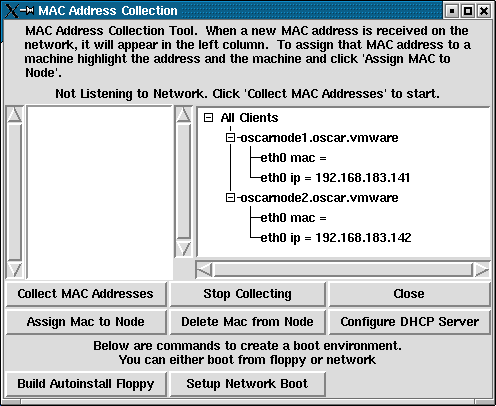 MAC Address Collection
MAC Address Collection Tool. When a new MAC address is received on the
network, it will appear in the left column. To assign that MAC address to a
machine highlight the address and the machine and click 'Assign MAC to
Node'.
Not Listening to Network. Click 'Collect MAC Addresses' to start.
All Clients
oscarnode1.oscar.vmware
eth0 mac =
eth0 ip = 192.168.183.141
oscarnode2.oscar.vmware
eth0 mac =
eth0 ip = 192.168.183.142
Collect MAC Addresses
Stop Collecting
Close
Assign Mac to Node
Delete Mac from Node
Configure DHCP Server
Below are commands to create a boot environment.
You can either boot from floppy or network
Build Autoinstall Floppy
Setup Network Boot